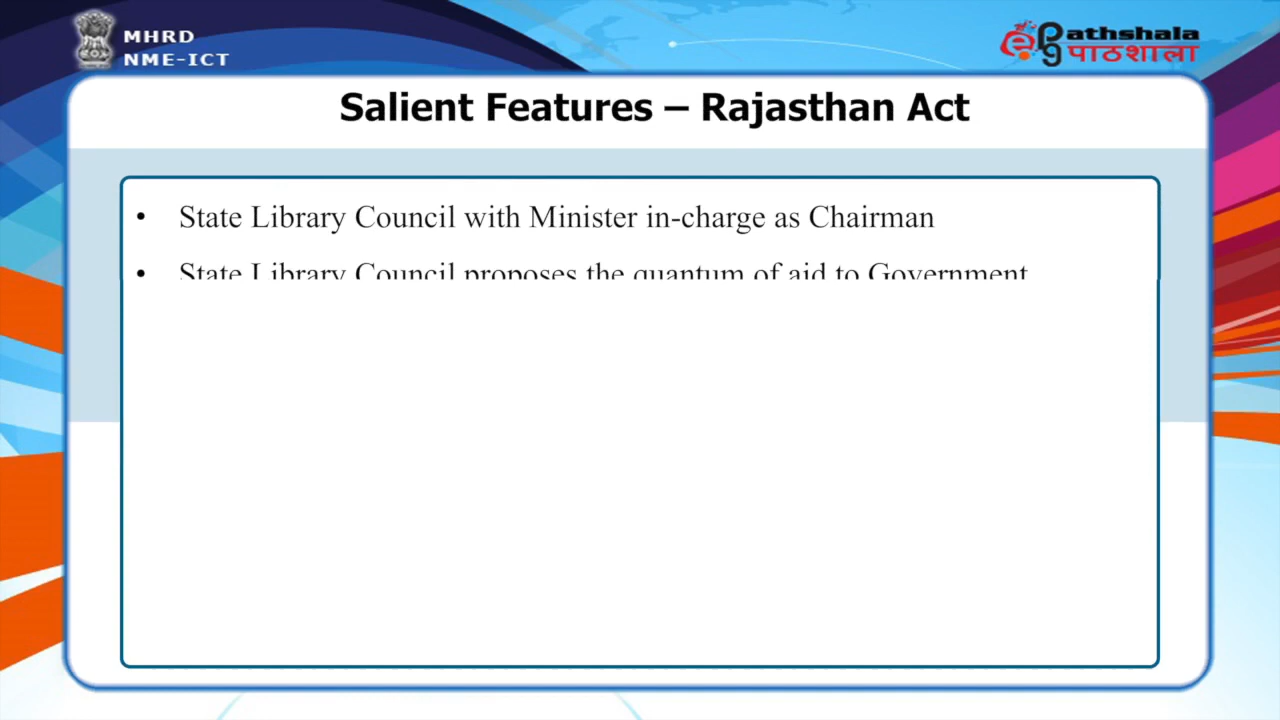 MHRD
NME-ICT
ePathshala
पाठशाला
Salient Features – Rajasthan Act
• State Library Council with Minister in-charge as Chairman
• State Library Council proposes the quantum of aid to Government